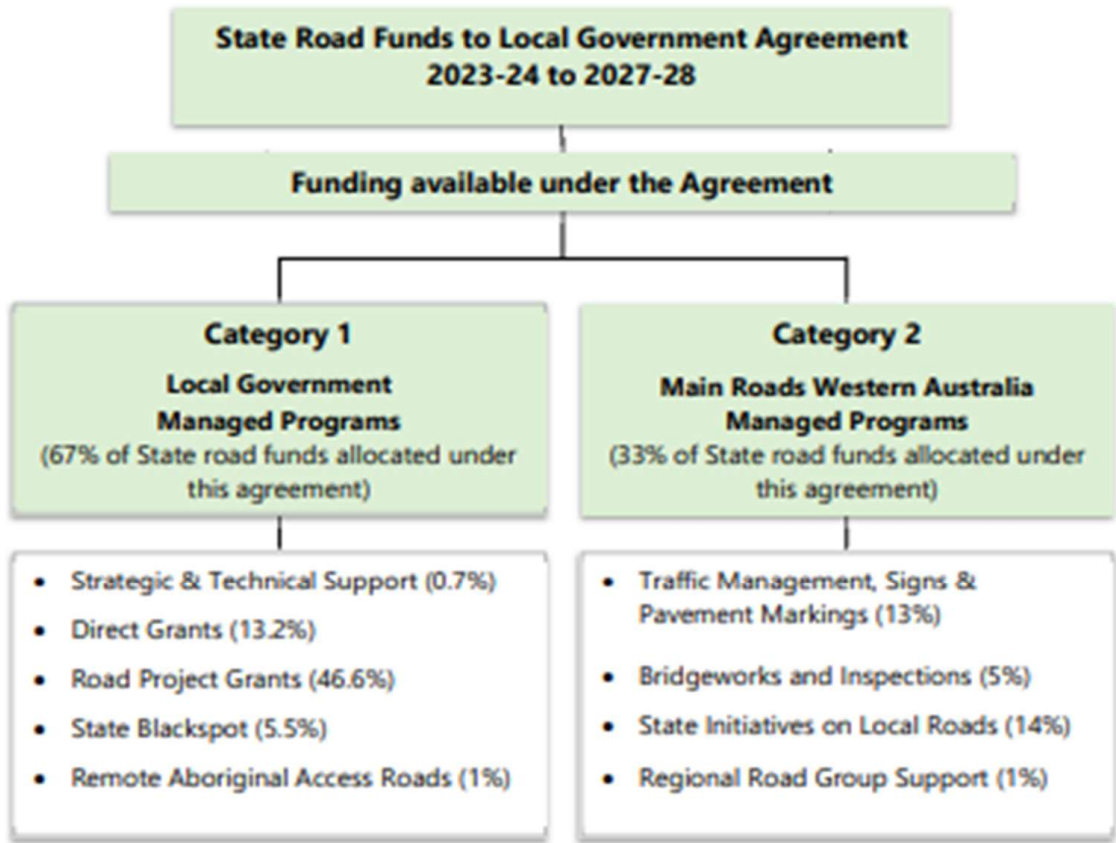 State Road Funds to Local Government Agreement
2023-24 to 2027-28
Funding available under the Agreement
Category 1
Local Government
Managed Programs
(67% of State road funds allocated under
this agreement)
• Strategic & Technical Support (0.7%)
• Direct Grants (13.2%)
• Road Project Grants (46.6%)
• State Blackspot (5.5%)
• Remote Aboriginal Access Roads (1%)
Category 2
Main Roads Western Australia
Managed Programs
(33% of State road funds allocated under
this agreement)
• Traffic Management, Signs &
Pavement Markings (13%)
• Bridgeworks and Inspections (5%)
• State Initiatives on Local Roads (14%)
• Regional Road Group Support (1%)